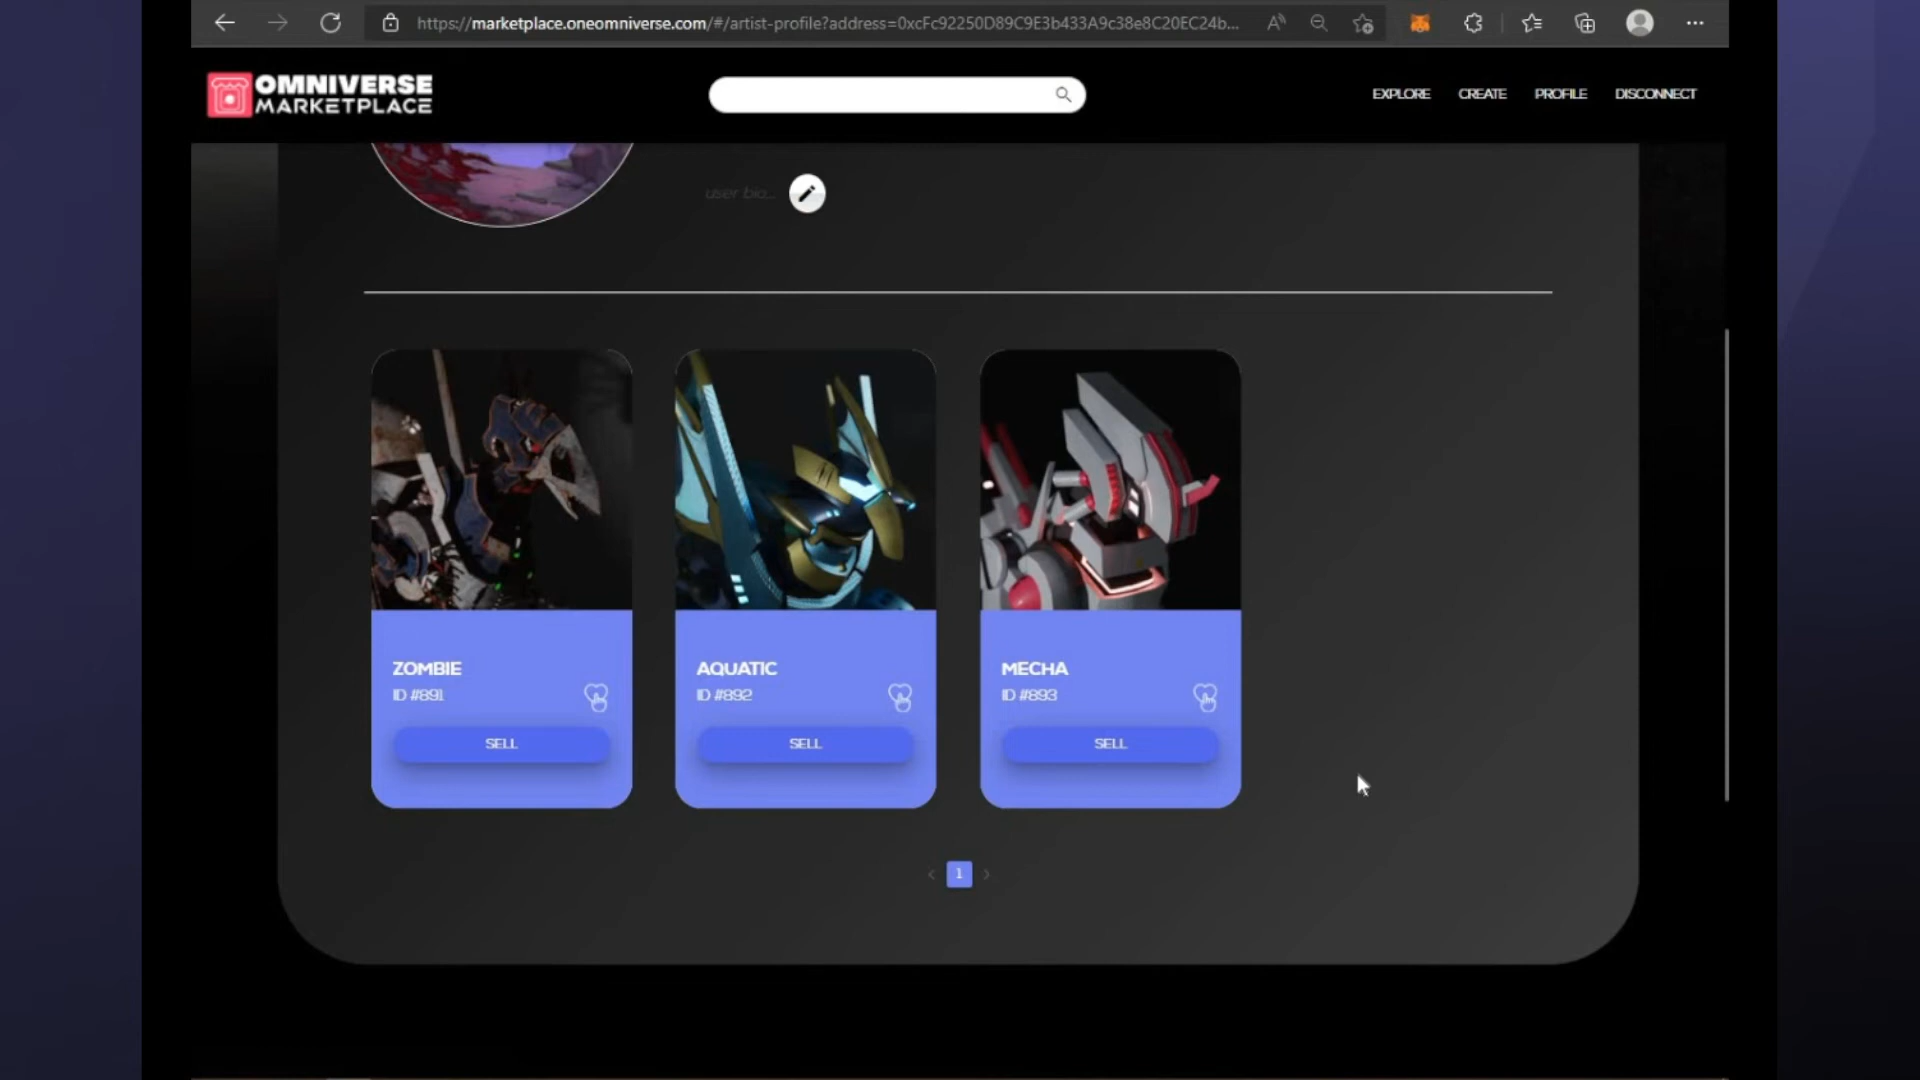 https://marketplace.oneomniverse.com/#/artist-profile?address=0xcFc92250D89C9E3b433A9c38e8C20EC24b...
OMNIVERSE
MARKETPLACE
EXPLORE
CREATE
PROFILE
DISCONNECT
user bio...
ZOMBIE
ID #891
SELL
AQUATIC
ID #892
SELL
MECHA
ID #893
SELL
< 1 >